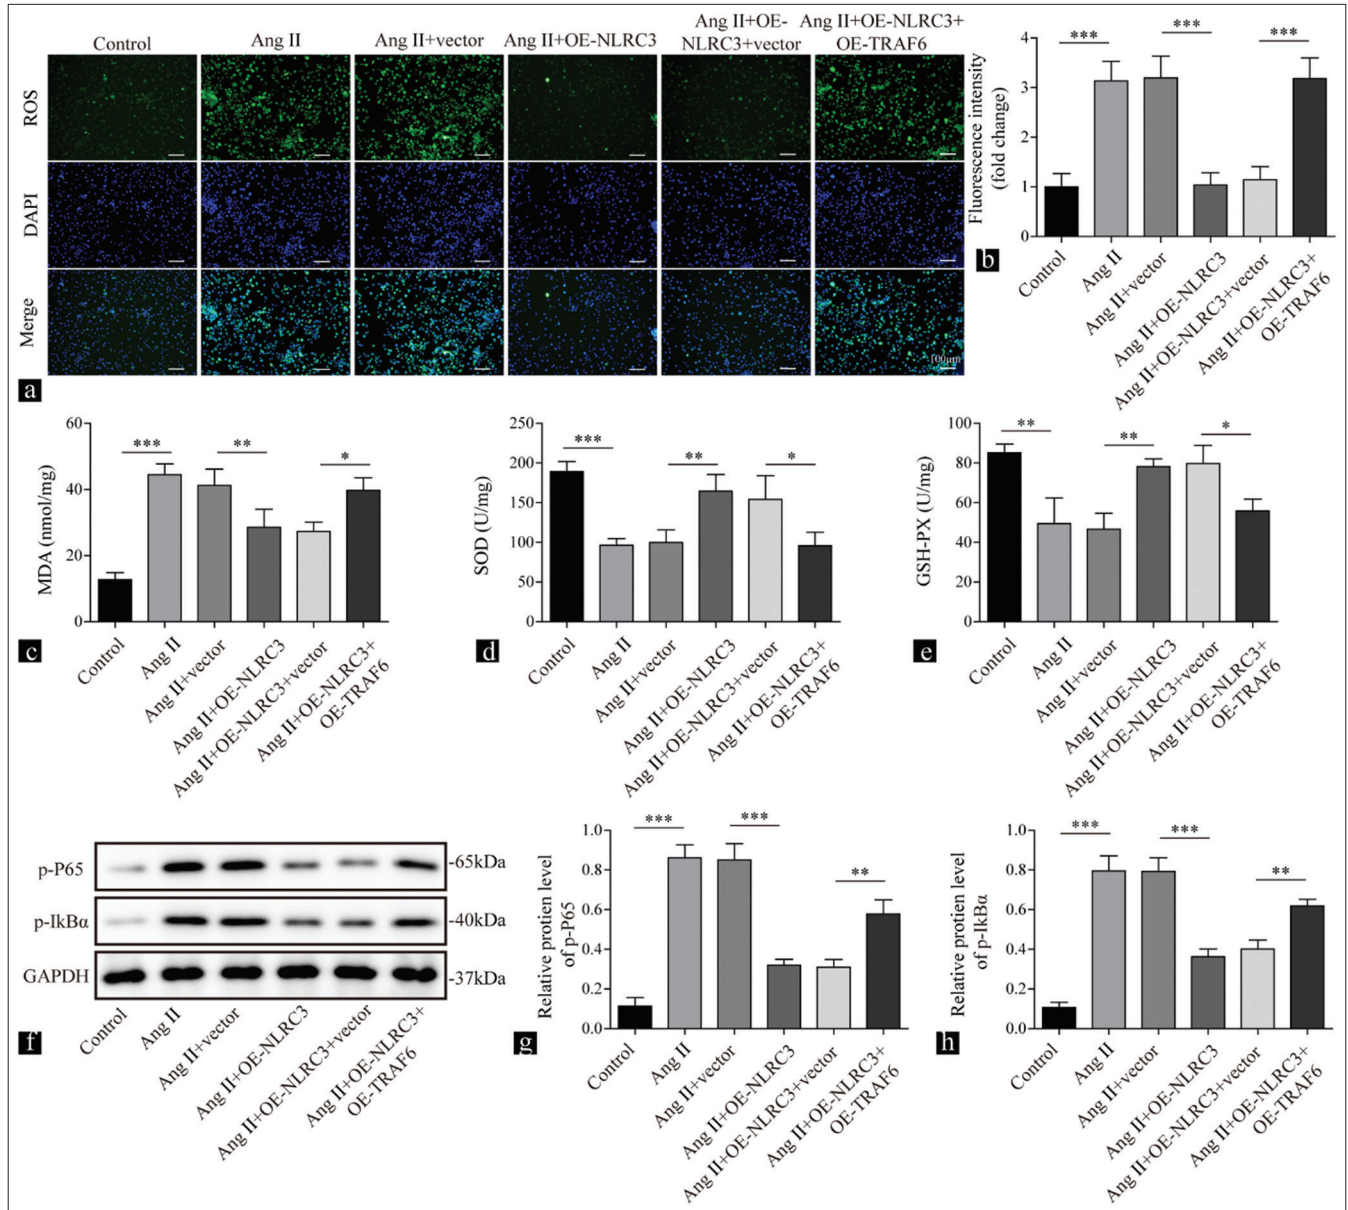 Control
Ang II
Ang II+vector
Ang II+OE-NLRC3
Ang II+OE-
NLRC3+vector
Ang II+OE-NLRC3+
OE-TRAF6
ROS
DAPI
Merge
100μm
a
Fluorescence intensity
(fold change)
4
3
2
1
0
***
***
***
Control
Ang II
Ang II+vector
Ang II+OE-NLRC3
Ang II+OE-NLRC3+vector
Ang II+OE-NLRC3+
OE-TRAF6
b
MDA (nmol/mg)
60
40
20
0
***
**
*
Control
Ang II
Ang II+vector
Ang II+OE-NLRC3
Ang II+OE-NLRC3+vector
Ang II+OE-NLRC3+
OE-TRAF6
c
SOD (U/mg)
250
200
150
100
50
0
***
**
*
Control
Ang II
Ang II+vector
Ang II+OE-NLRC3
Ang II+OE-NLRC3+vector
Ang II+OE-NLRC3+
OE-TRAF6
d
GSH-PX (U/mg)
100
80
60
40
20
0
**
**
*
Control
Ang II
Ang II+vector
Ang II+OE-NLRC3
Ang II+OE-NLRC3+vector
Ang II+OE-NLRC3+
OE-TRAF6
e
p-P65
-65kDa
p-IkBα
-40kDa
GAPDH
-37kDa
Control
Ang II
Ang II+vector
Ang II+OE-NLRC3
Ang II+OE-NLRC3+vector
Ang II+OE-NLRC3+
OE-TRAF6
f
Relative protien level
of p-P65
1.0
0.8
0.6
0.4
0.2
0.0
***
***
**
Control
Ang II
Ang II+vector
Ang II+OE-NLRC3
Ang II+OE-NLRC3+vector
Ang II+OE-NLRC3+
OE-TRAF6
g
Relative protien level
of p-IkBα
1.0
0.8
0.6
0.4
0.2
0.0
***
***
**
Control
Ang II
Ang II+vector
Ang II+OE-NLRC3
Ang II+OE-NLRC3+vector
Ang II+OE-NLRC3+
OE-TRAF6
h